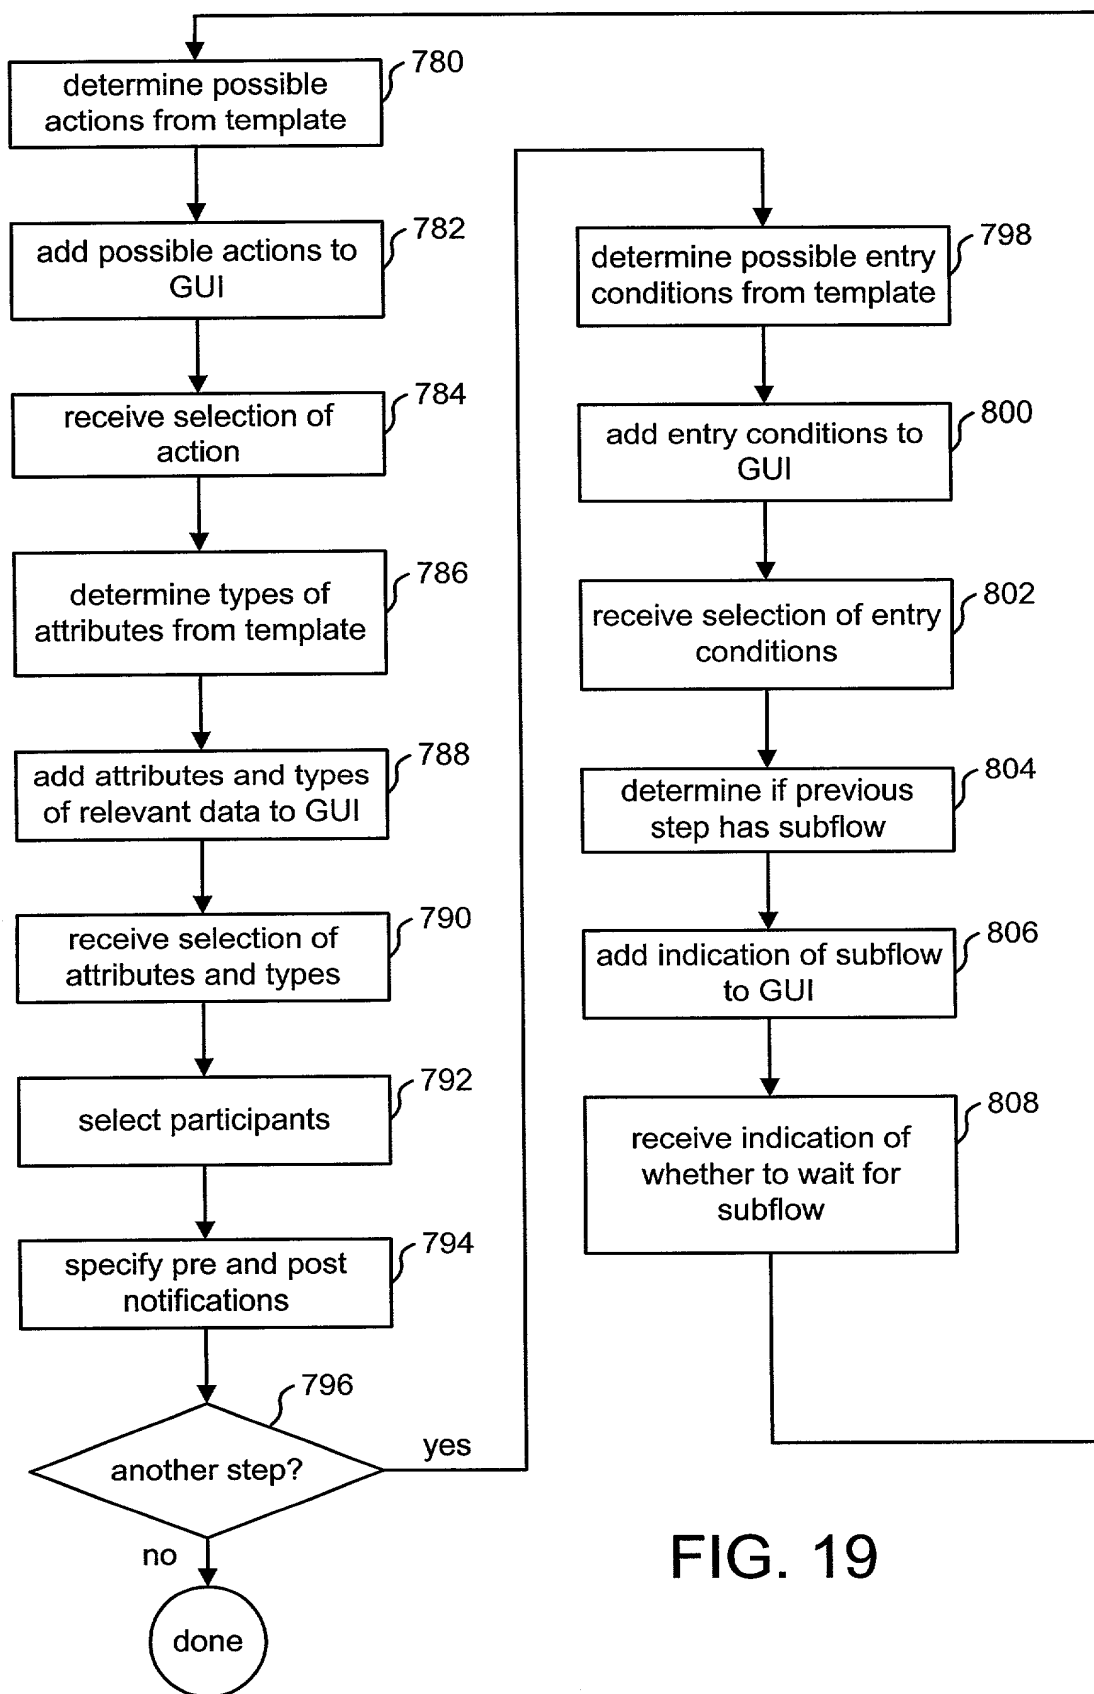 780
determine possible
actions from template
782
add possible actions to
GUI
784
receive selection of
action
786
determine types of
attributes from template
788
add attributes and types
of relevant data to GUI
790
receive selection of
attributes and types
792
select participants
794
specify pre and post
notifications
796
another step?
yes
no
done
798
determine possible entry
conditions from template
800
add entry conditions to
GUI
802
receive selection of entry
conditions
804
determine if previous
step has subflow
806
add indication of subflow
to GUI
808
receive indication of
whether to wait for
subflow
FIG. 19